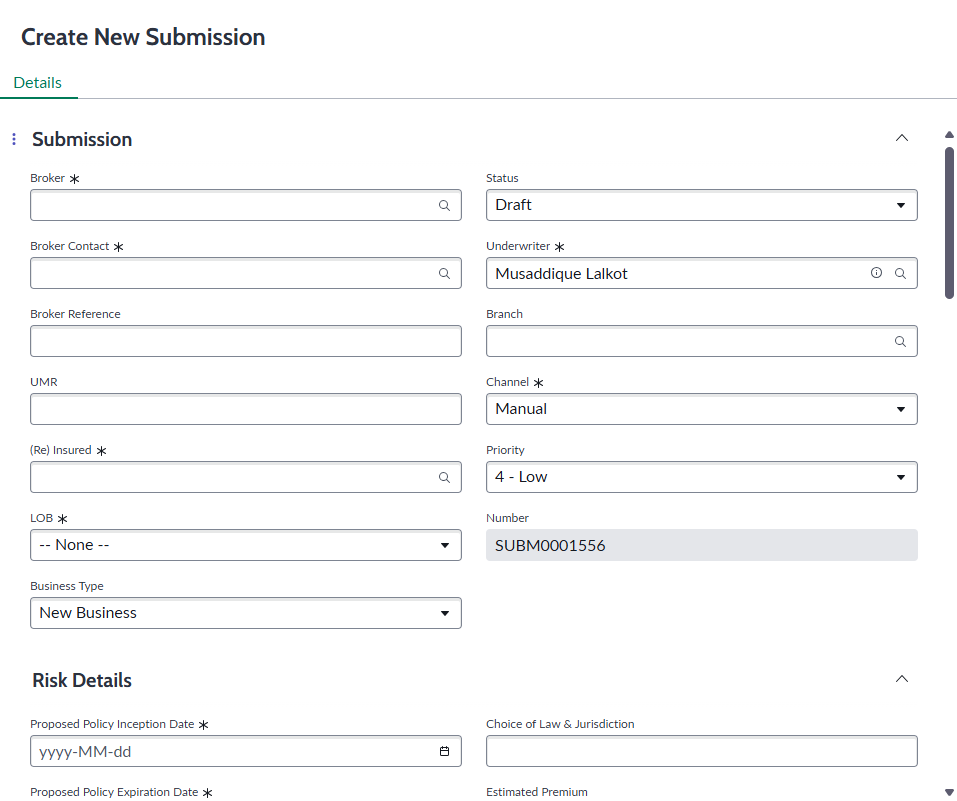 Create New Submission
Details
Submission
Broker *
Status
Draft
Broker Contact *
Underwriter *
Musaddique Lalkot
Broker Reference
Branch
UMR
Channel *
Manual
(Re) Insured *
Priority
4 - Low
LOB *
-- None --
Number
SUBM0001556
Business Type
New Business
Risk Details
Proposed Policy Inception Date *
yyyy-MM-dd
Choice of Law & Jurisdiction
Proposed Policy Expiration Date *
Estimated Premium